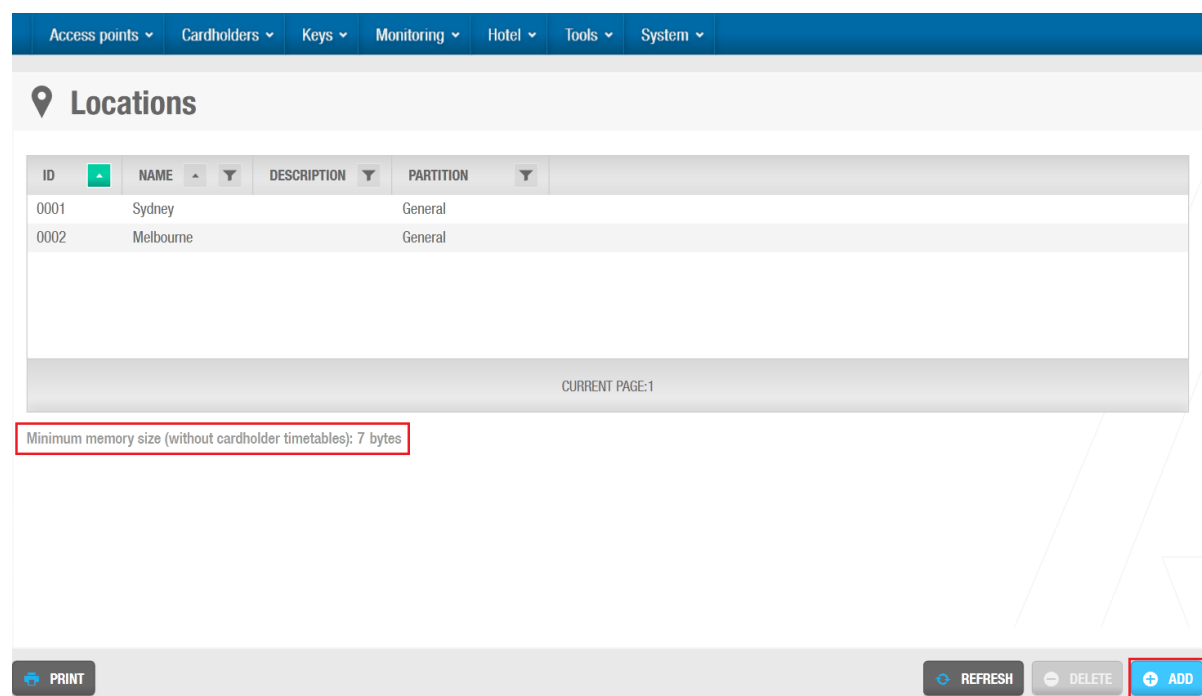 Access points Cardholders Keys Monitoring Hotel Tools System
Locations
ID NAME DESCRIPTION PARTITION
0001 Sydney General
0002 Melbourne General
CURRENT PAGE:1
Minimum memory size (without cardholder timetables): 7 bytes
PRINT REFRESH DELETE ADD